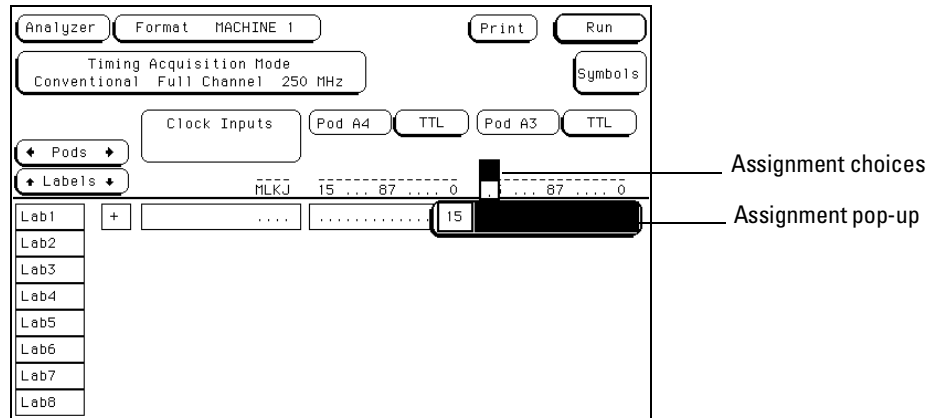 Analyzer Format MACHINE 1 Print Run
Timing Acquisition Mode
Conventional Full Channel 250 MHz
Symbols
Clock Inputs Pod A4 TTL Pod A3 TTL
← Pods →
↑ Labels ↓
MLKJ 15 ... 87 .... 0 ... 87 .... 0
Assignment choices
Lab1 + .... ............. 15
Assignment pop-up
Lab2
Lab3
Lab4
Lab5
Lab6
Lab7
Lab8